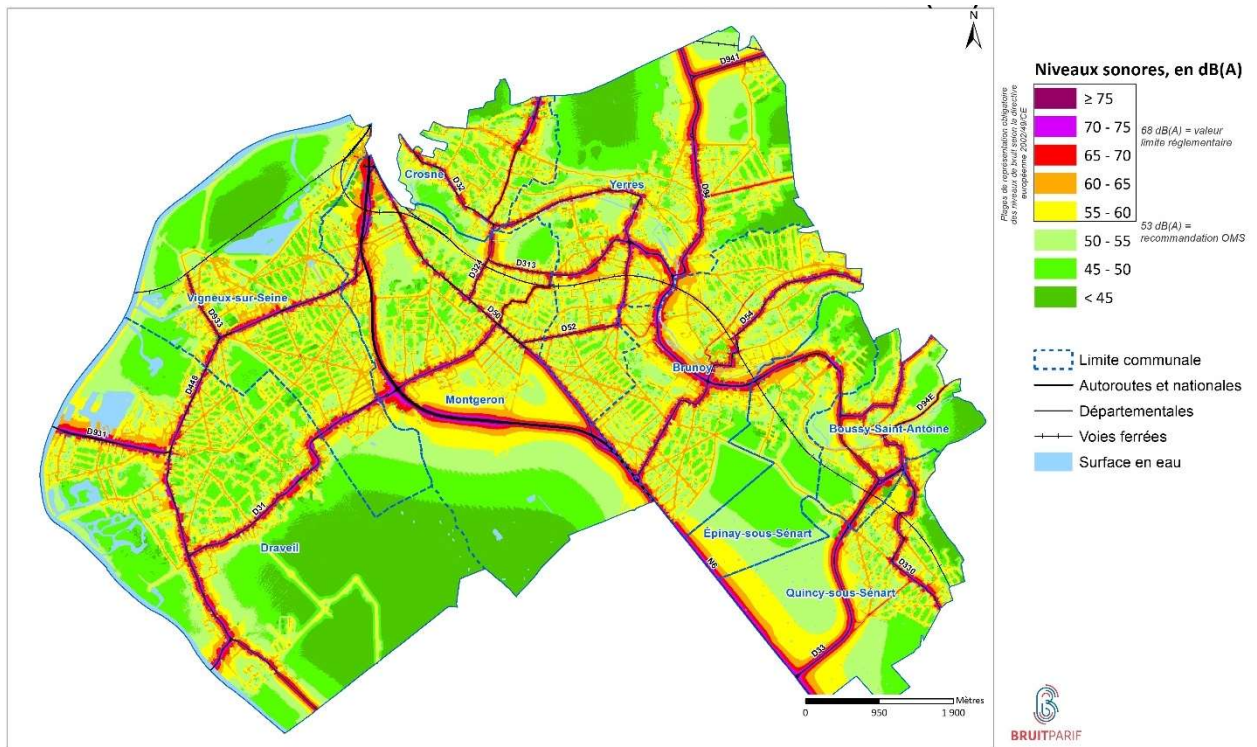 N
D941
Crosne
D32
Yerres
D94
D324
D313
Vigneux-sur-Seine
D933
D50
D52
D54
D448
Brunoy
Montgeron
D94E
D931
Boussy-Saint-Antoine
D31
Draveil
Épinay-sous-Sénart
D330
N6
Quincy-sous-Sénart
D33
Mètres
0 950 1 900
Niveaux sonores, en dB(A)
Plages de représentation obligatoire
des niveaux de bruit selon la directive
européenne 2002/49/CE
≥ 75
70 - 75
65 - 70
60 - 65
55 - 60
50 - 55
45 - 50
< 45
68 dB(A) = valeur
limite réglementaire
53 dB(A) =
recommandation OMS
Limite communale
Autoroutes et nationales
Départementales
Voies ferrées
Surface en eau
BRUITPARIF